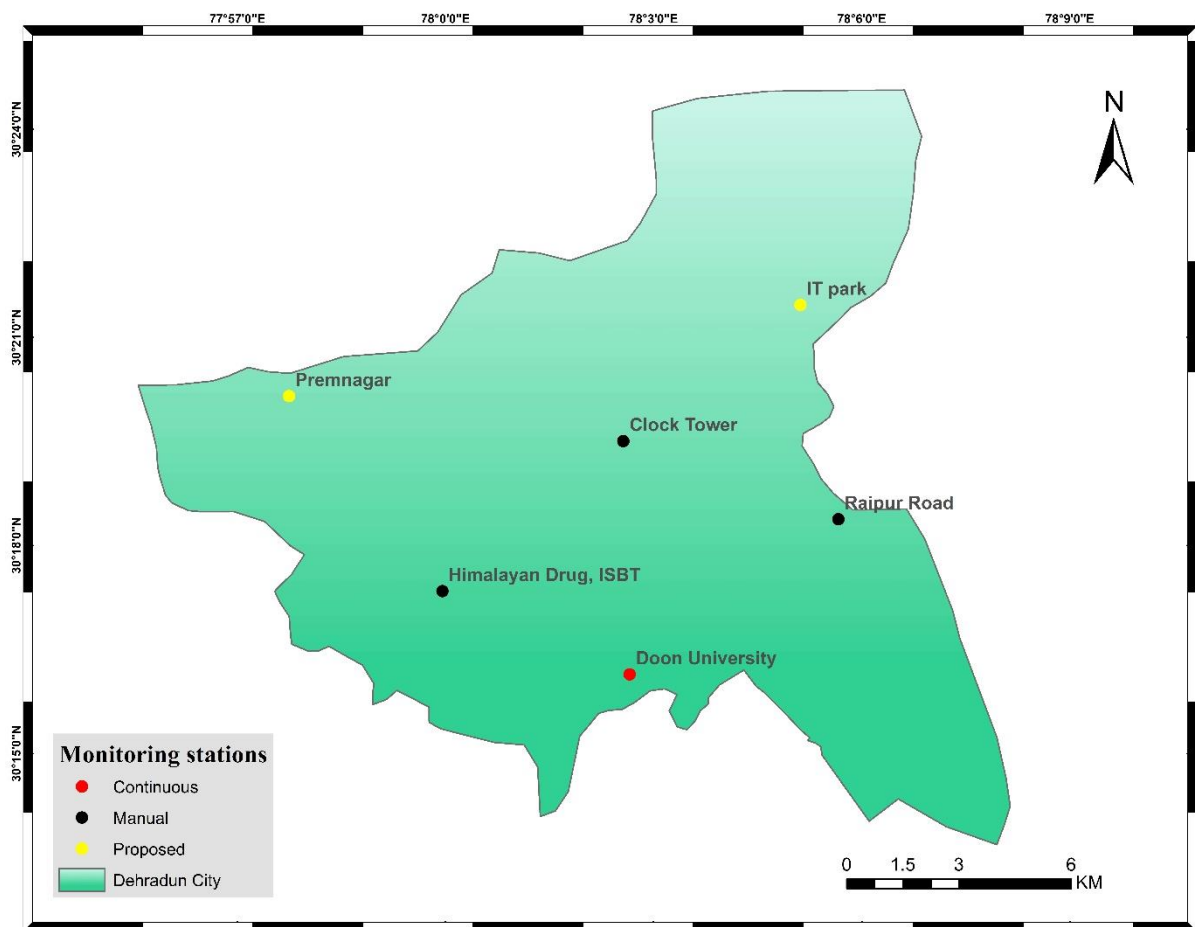 77°57'0"E 78°0'0"E 78°3'0"E 78°6'0"E 78°9'0"E
N
30°24'0"N
IT park
30°21'0"N
Premnagar
Clock Tower
Raipur Road
30°18'0"N
Himalayan Drug, ISBT
Doon University
30°15'0"N
Monitoring stations
Continuous
Manual
Proposed
Dehradun City
0 1.5 3 6
KM